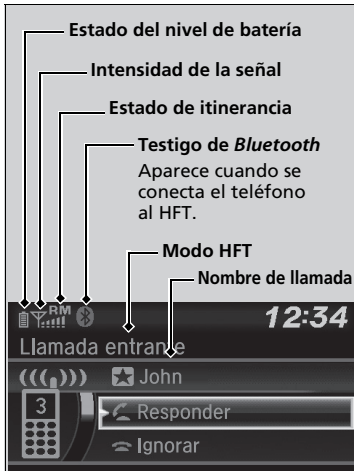 Estado del nivel de batería
Intensidad de la señal
Estado de itinerancia
Testigo de Bluetooth
Aparece cuando se
conecta el teléfono
al HFT.
Modo HFT
Nombre de llamada
RM
12:34
Llamada entrante
John
3
Responder
Ignorar